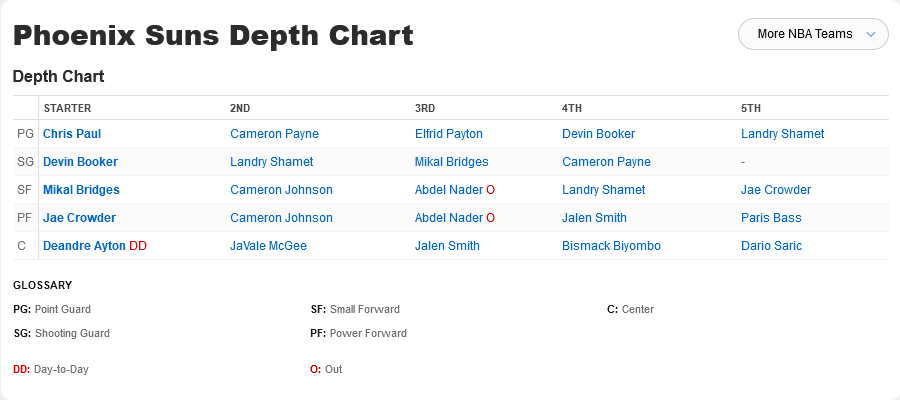 Phoenix Suns Depth Chart
More NBA Teams
Depth Chart
STARTER 2ND 3RD 4TH 5TH
PG Chris Paul Cameron Payne Elfrid Payton Devin Booker Landry Shamet
SG Devin Booker Landry Shamet Mikal Bridges Cameron Payne -
SF Mikal Bridges Cameron Johnson Abdel Nader O Landry Shamet Jae Crowder
PF Jae Crowder Cameron Johnson Abdel Nader O Jalen Smith Paris Bass
C Deandre Ayton DD JaVale McGee Jalen Smith Bismack Biyombo Dario Saric
GLOSSARY
PG: Point Guard SF: Small Forward C: Center
SG: Shooting Guard PF: Power Forward
DD: Day-to-Day O: Out